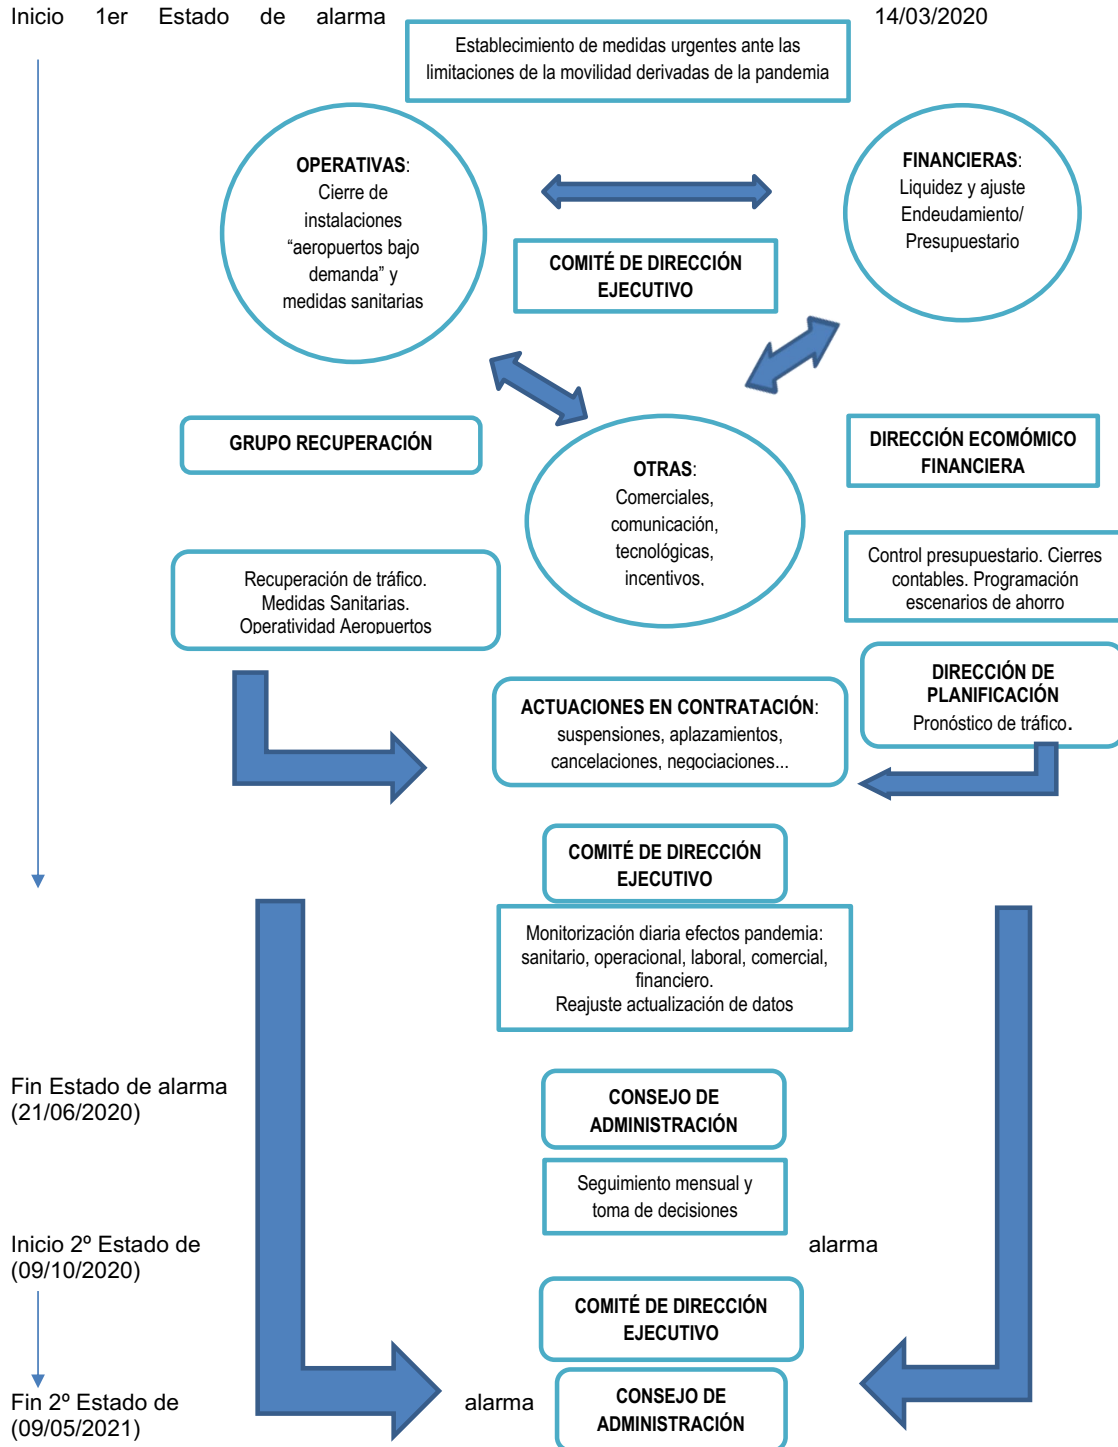 Inicio 1er Estado de alarma 14/03/2020
Establecimiento de medidas urgentes ante las
limitaciones de la movilidad derivadas de la pandemia
OPERATIVAS:
Cierre de
instalaciones
“aeropuertos bajo
demanda” y
medidas sanitarias
FINANCIERAS:
Liquidez y ajuste
Endeudamiento/
Presupuestario
COMITÉ DE DIRECCIÓN
EJECUTIVO
GRUPO RECUPERACIÓN
OTRAS:
Comerciales,
comunicación,
tecnológicas,
incentivos.
DIRECCIÓN ECOMÓMICO
FINANCIERA
Recuperación de tráfico.
Medidas Sanitarias.
Operatividad Aeropuertos
Control presupuestario. Cierres
contables. Programación
escenarios de ahorro
DIRECCIÓN DE
PLANIFICACIÓN
Pronóstico de tráfico.
ACTUACIONES EN CONTRATACIÓN:
suspensiones, aplazamientos,
cancelaciones, negociaciones...
COMITÉ DE DIRECCIÓN
EJECUTIVO
Monitorización diaria efectos pandemia:
sanitario, operacional, laboral, comercial,
financiero.
Reajuste actualización de datos
Fin Estado de alarma
(21/06/2020)
CONSEJO DE
ADMINISTRACIÓN
Seguimiento mensual y
toma de decisiones
Inicio 2º Estado de alarma
(09/10/2020)
COMITÉ DE DIRECCIÓN
EJECUTIVO
Fin 2º Estado de alarma
(09/05/2021)
CONSEJO DE
ADMINISTRACIÓN